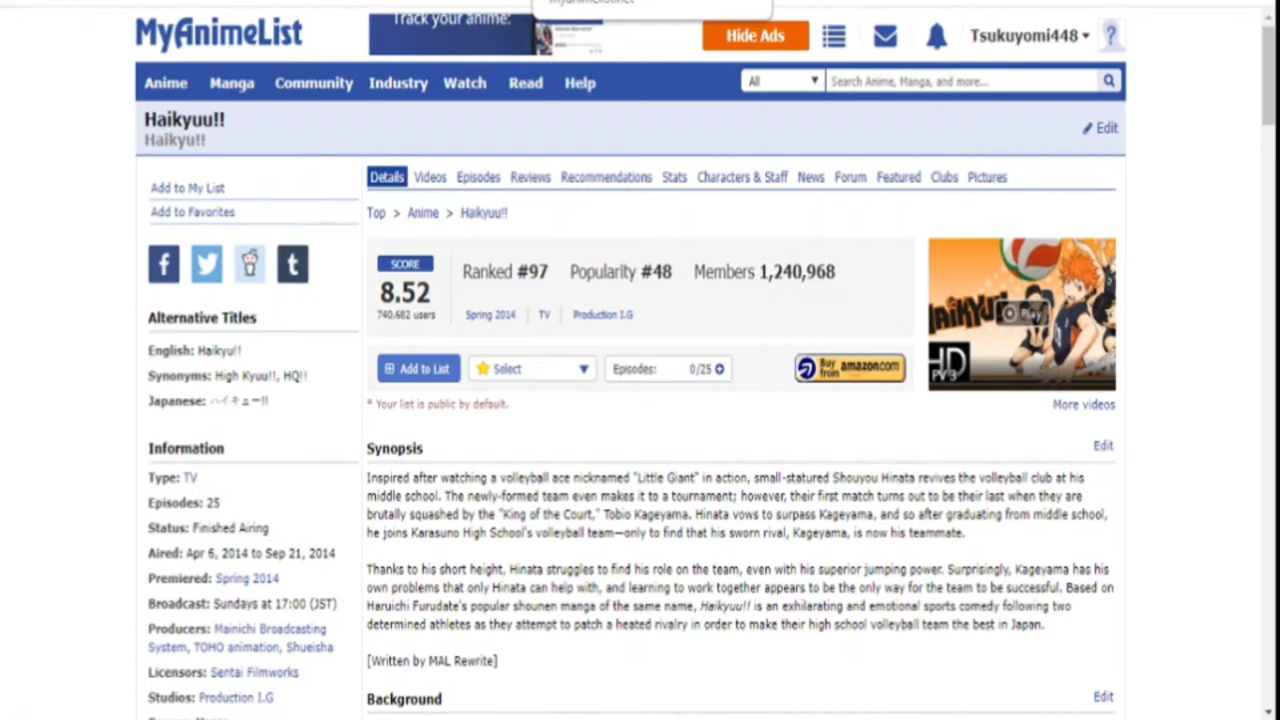 Track your anime:
MyAnimeList
Hide Ads
Tsukuyomi448
?
Anime Manga Community Industry Watch Read Help
All
Search Anime, Manga, and more...
Haikyuu!!
Haikyu!!
Edit
Add to My List
Add to Favorites
f
t
Alternative Titles
English: Haikyu!!
Synonyms: High Kyuu!!, HQ!!
Japanese: ハイキュー!!
Information
Type: TV
Episodes: 25
Status: Finished Airing
Aired: Apr 6, 2014 to Sep 21, 2014
Premiered: Spring 2014
Broadcast: Sundays at 17:00 (JST)
Producers: Mainichi Broadcasting
System, TOHO animation, Shueisha
Licensors: Sentai Filmworks
Studios: Production I.G
Details Videos Episodes Reviews Recommendations Stats Characters & Staff News Forum Featured Clubs Pictures
Top > Anime > Haikyuu!!
SCORE
8.52
740,682 users
Ranked #97 Popularity #48 Members 1,240,968
Spring 2014 TV Production I.G
Add to List
Select
Episodes: 0/25
Buy from amazon.com
HAIKYU!!
Play
HD
PV 3
* Your list is public by default.
More videos
Synopsis
Edit
Inspired after watching a volleyball ace nicknamed "Little Giant" in action, small-statured Shouyou Hinata revives the volleyball club at his
middle school. The newly-formed team even makes it to a tournament; however, their first match turns out to be their last when they are
brutally squashed by the "King of the Court," Tobio Kageyama. Hinata vows to surpass Kageyama, and so after graduating from middle school,
he joins Karasuno High School's volleyball team—only to find that his sworn rival, Kageyama, is now his teammate.
Thanks to his short height, Hinata struggles to find his role on the team, even with his superior jumping power. Surprisingly, Kageyama has his
own problems that only Hinata can help with, and learning to work together appears to be the only way for the team to be successful. Based on
Haruichi Furudate's popular shounen manga of the same name, Haikyuu!! is an exhilarating and emotional sports comedy following two
determined athletes as they attempt to patch a heated rivalry in order to make their high school volleyball team the best in Japan.
[Written by MAL Rewrite]
Background
Edit